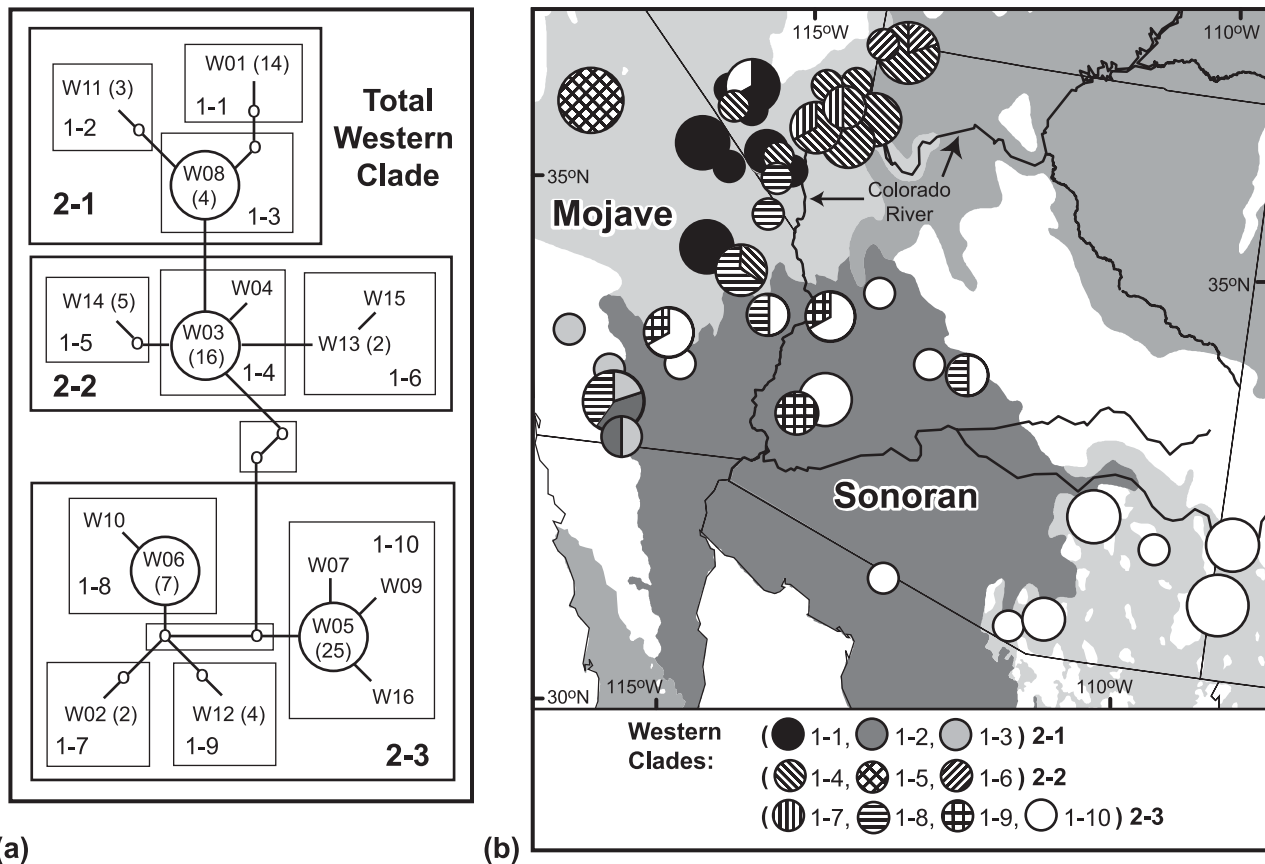 W11 (3)
1-2
W01 (14)
1-1
Total
Western
Clade
W08
(4)
2-1
1-3
W14 (5)
1-5
W04
W03
(16)
1-4
W15
W13 (2)
1-6
2-2
W10
W06
(7)
1-8
1-10
W07
W09
W05
(25)
W16
W02 (2)
1-7
W12 (4)
1-9
2-3
(a)
115°W
110°W
35°N
Mojave
Colorado
River
35°N
Sonoran
30°N
115°W
110°W
Western
Clades:
( 1-1, 1-2, 1-3 ) 2-1
( 1-4, 1-5, 1-6 ) 2-2
( 1-7, 1-8, 1-9, 1-10 ) 2-3
(b)